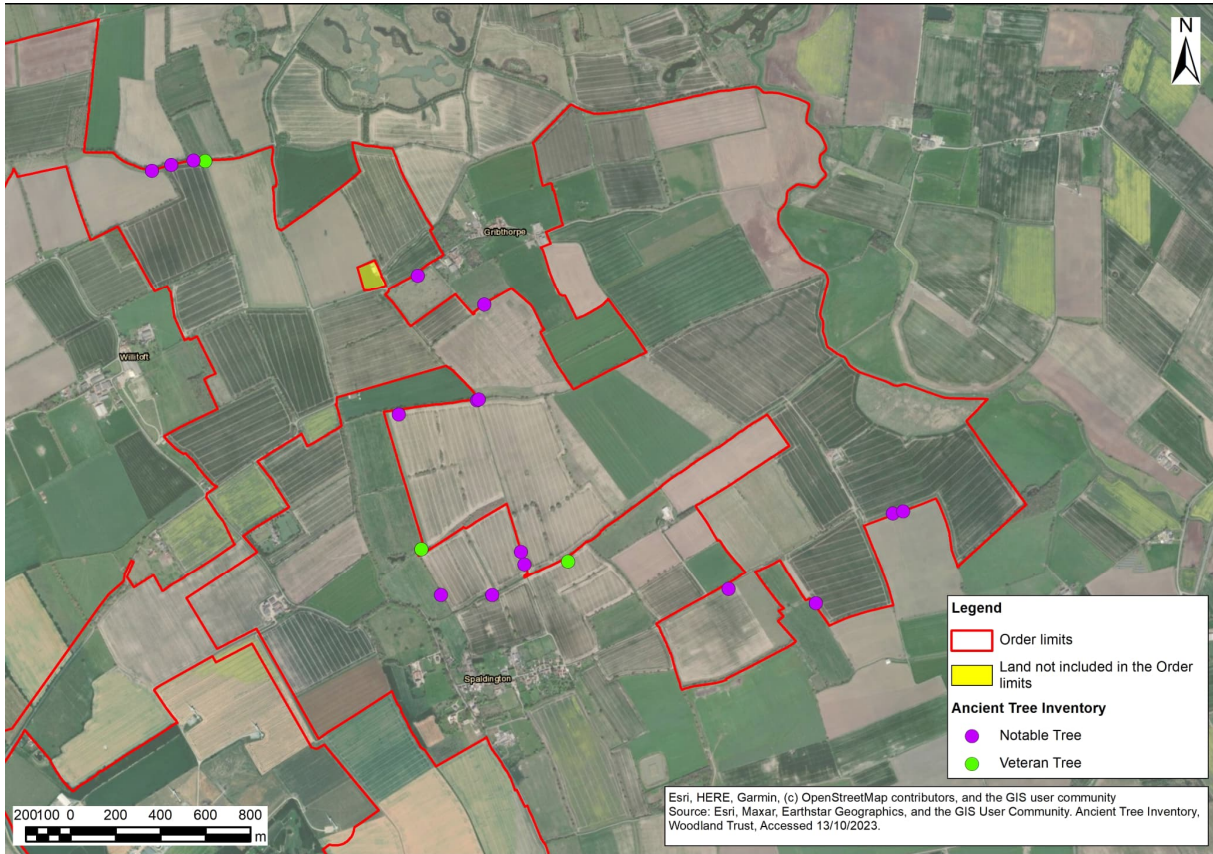 N
Gribthorpe
Willitoft
Spaldington
Legend
Order limits
Land not included in the Order
limits
Ancient Tree Inventory
Notable Tree
Veteran Tree
200100 0 200 400 600 800
m
Esri, HERE, Garmin, (c) OpenStreetMap contributors, and the GIS user community
Source: Esri, Maxar, Earthstar Geographics, and the GIS User Community. Ancient Tree Inventory,
Woodland Trust, Accessed 13/10/2023.